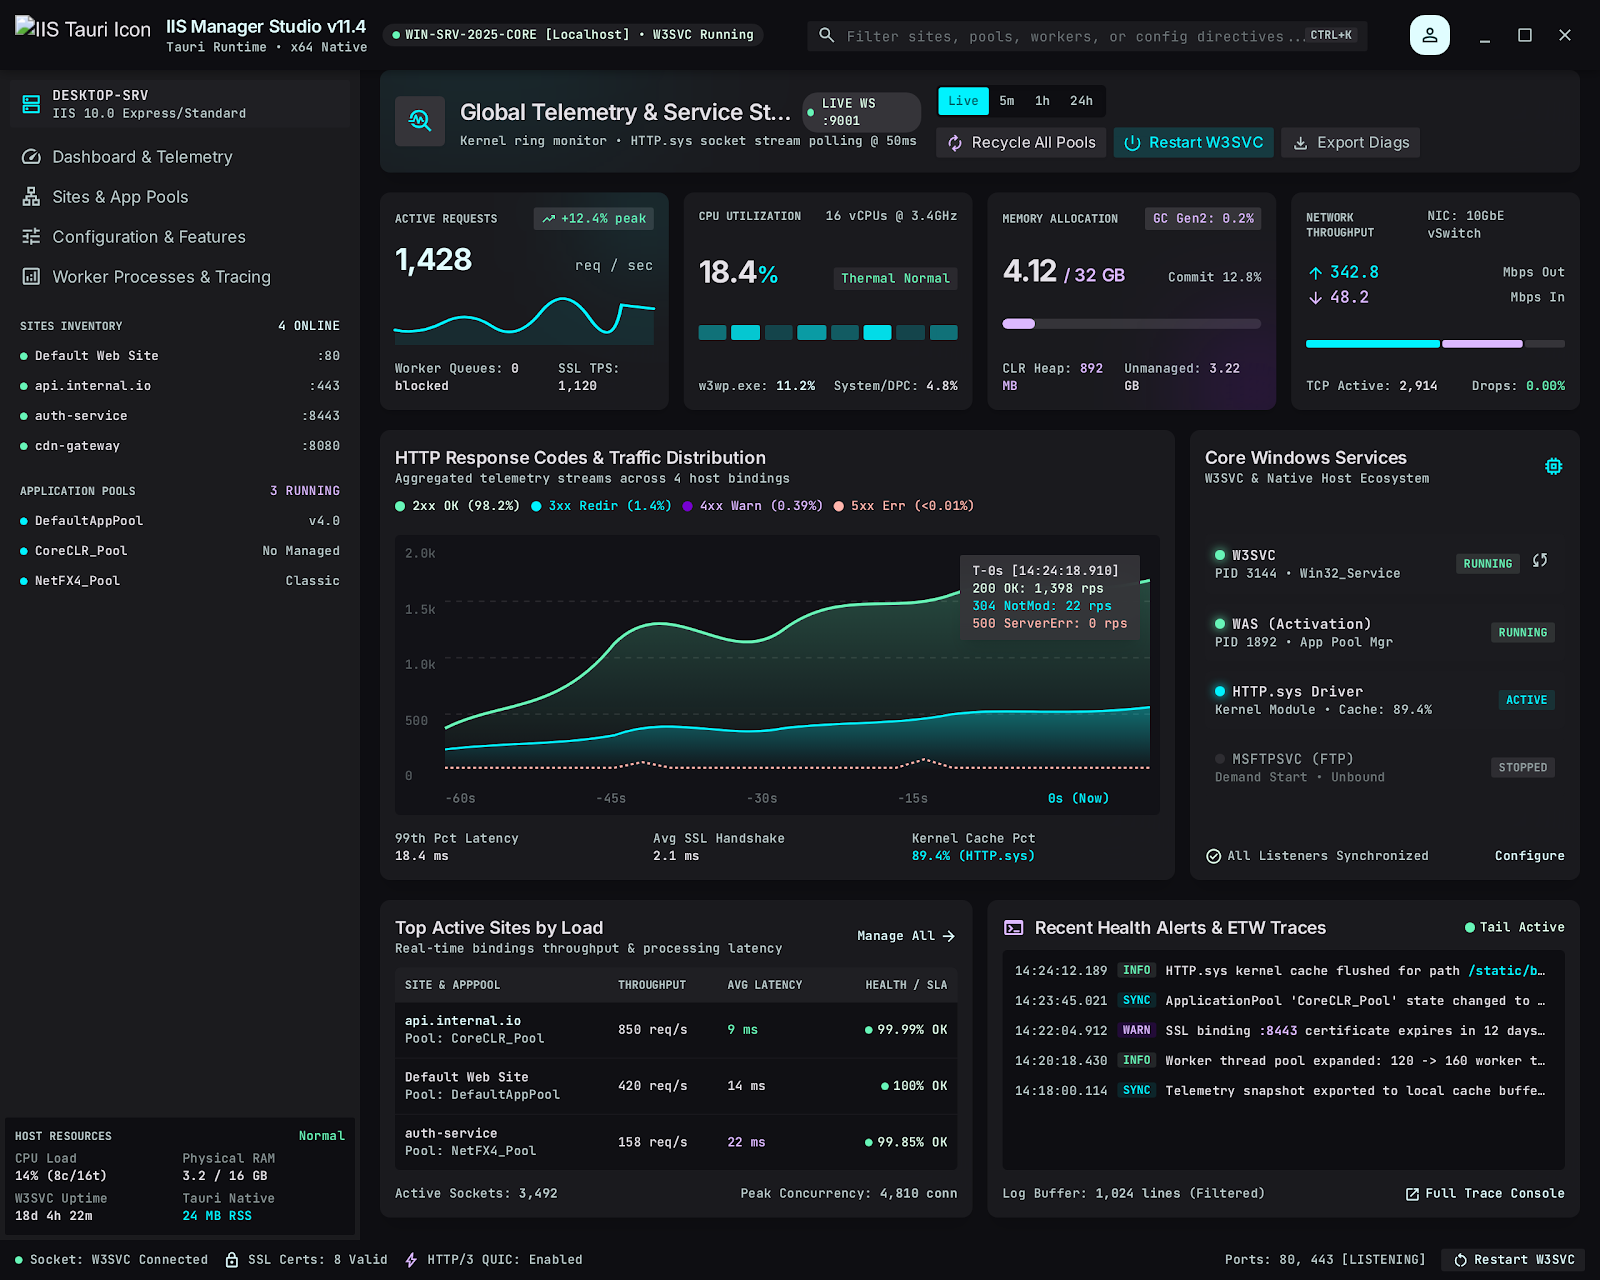 IIS Tauri Icon
IIS Manager Studio v11.4
Tauri Runtime • x64 Native
WIN-SRV-2025-CORE [Localhost] • W3SVC Running
Filter sites, pools, workers, or config directives...
CTRL+K
DESKTOP-SRV
IIS 10.0 Express/Standard
Dashboard & Telemetry
Sites & App Pools
Configuration & Features
Worker Processes & Tracing
SITES INVENTORY 4 ONLINE
Default Web Site :80
api.internal.io :443
auth-service :8443
cdn-gateway :8080
APPLICATION POOLS 3 RUNNING
DefaultAppPool v4.0
CoreCLR_Pool No Managed
NetFX4_Pool Classic
HOST RESOURCES Normal
CPU Load Physical RAM
14% (8c/16t) 3.2 / 16 GB
W3SVC Uptime Tauri Native
18d 4h 22m 24 MB RSS
Global Telemetry & Service St...
LIVE WS
:9001
Kernel ring monitor • HTTP.sys socket stream polling @ 50ms
Live 5m 1h 24h
Recycle All Pools
Restart W3SVC
Export Diags
ACTIVE REQUESTS +12.4% peak
1,428 req / sec
Worker Queues: 0
blocked
SSL TPS:
1,120
CPU UTILIZATION 16 vCPUs @ 3.4GHz
18.4% Thermal Normal
w3wp.exe: 11.2% System/DPC: 4.8%
MEMORY ALLOCATION GC Gen2: 0.2%
4.12 / 32 GB Commit 12.8%
CLR Heap: 892
MB
Unmanaged: 3.22
GB
NETWORK
THROUGHPUT
NIC: 10GbE
vSwitch
342.8 Mbps Out
48.2 Mbps In
TCP Active: 2,914 Drops: 0.00%
HTTP Response Codes & Traffic Distribution
Aggregated telemetry streams across 4 host bindings
2xx OK (98.2%) 3xx Redir (1.4%) 4xx Warn (0.39%) 5xx Err (<0.01%)
2.0k
1.5k
1.0k
500
0
T-0s [14:24:18.910]
200 OK: 1,398 rps
304 NotMod: 22 rps
500 ServerErr: 0 rps
-60s -45s -30s -15s 0s (Now)
99th Pct Latency
18.4 ms
Avg SSL Handshake
2.1 ms
Kernel Cache Pct
89.4% (HTTP.sys)
Core Windows Services
W3SVC & Native Host Ecosystem
W3SVC
PID 3144 • Win32_Service
RUNNING
WAS (Activation)
PID 1892 • App Pool Mgr
RUNNING
HTTP.sys Driver
Kernel Module • Cache: 89.4%
ACTIVE
MSFTPSVC (FTP)
Demand Start • Unbound
STOPPED
All Listeners Synchronized Configure
Top Active Sites by Load
Real-time bindings throughput & processing latency
Manage All
SITE & APPPOOL THROUGHPUT AVG LATENCY HEALTH / SLA
api.internal.io
Pool: CoreCLR_Pool
850 req/s 9 ms 99.99% OK
Default Web Site
Pool: DefaultAppPool
420 req/s 14 ms 100% OK
auth-service
Pool: NetFX4_Pool
158 req/s 22 ms 99.85% OK
Active Sockets: 3,492 Peak Concurrency: 4,810 conn
Recent Health Alerts & ETW Traces
Tail Active
14:24:12.189 INFO HTTP.sys kernel cache flushed for path /static/b…
14:23:45.021 SYNC ApplicationPool 'CoreCLR_Pool' state changed to …
14:22:04.912 WARN SSL binding :8443 certificate expires in 12 days…
14:20:18.430 INFO Worker thread pool expanded: 120 -> 160 worker t…
14:18:00.114 SYNC Telemetry snapshot exported to local cache buffe…
Log Buffer: 1,024 lines (Filtered) Full Trace Console
Socket: W3SVC Connected SSL Certs: 8 Valid HTTP/3 QUIC: Enabled
Ports: 80, 443 [LISTENING] Restart W3SVC